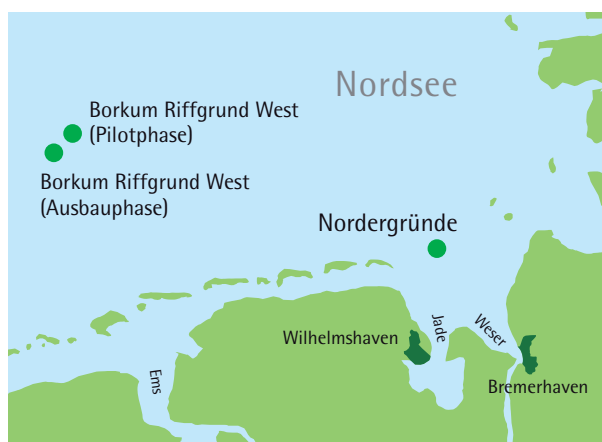 Nordsee
Borkum Riffgrund West
(Pilotphase)
Borkum Riffgrund West
(Ausbauphase)
Nordergründe
Wilhelmshaven
Jade
Weser
Ems
Bremerhaven